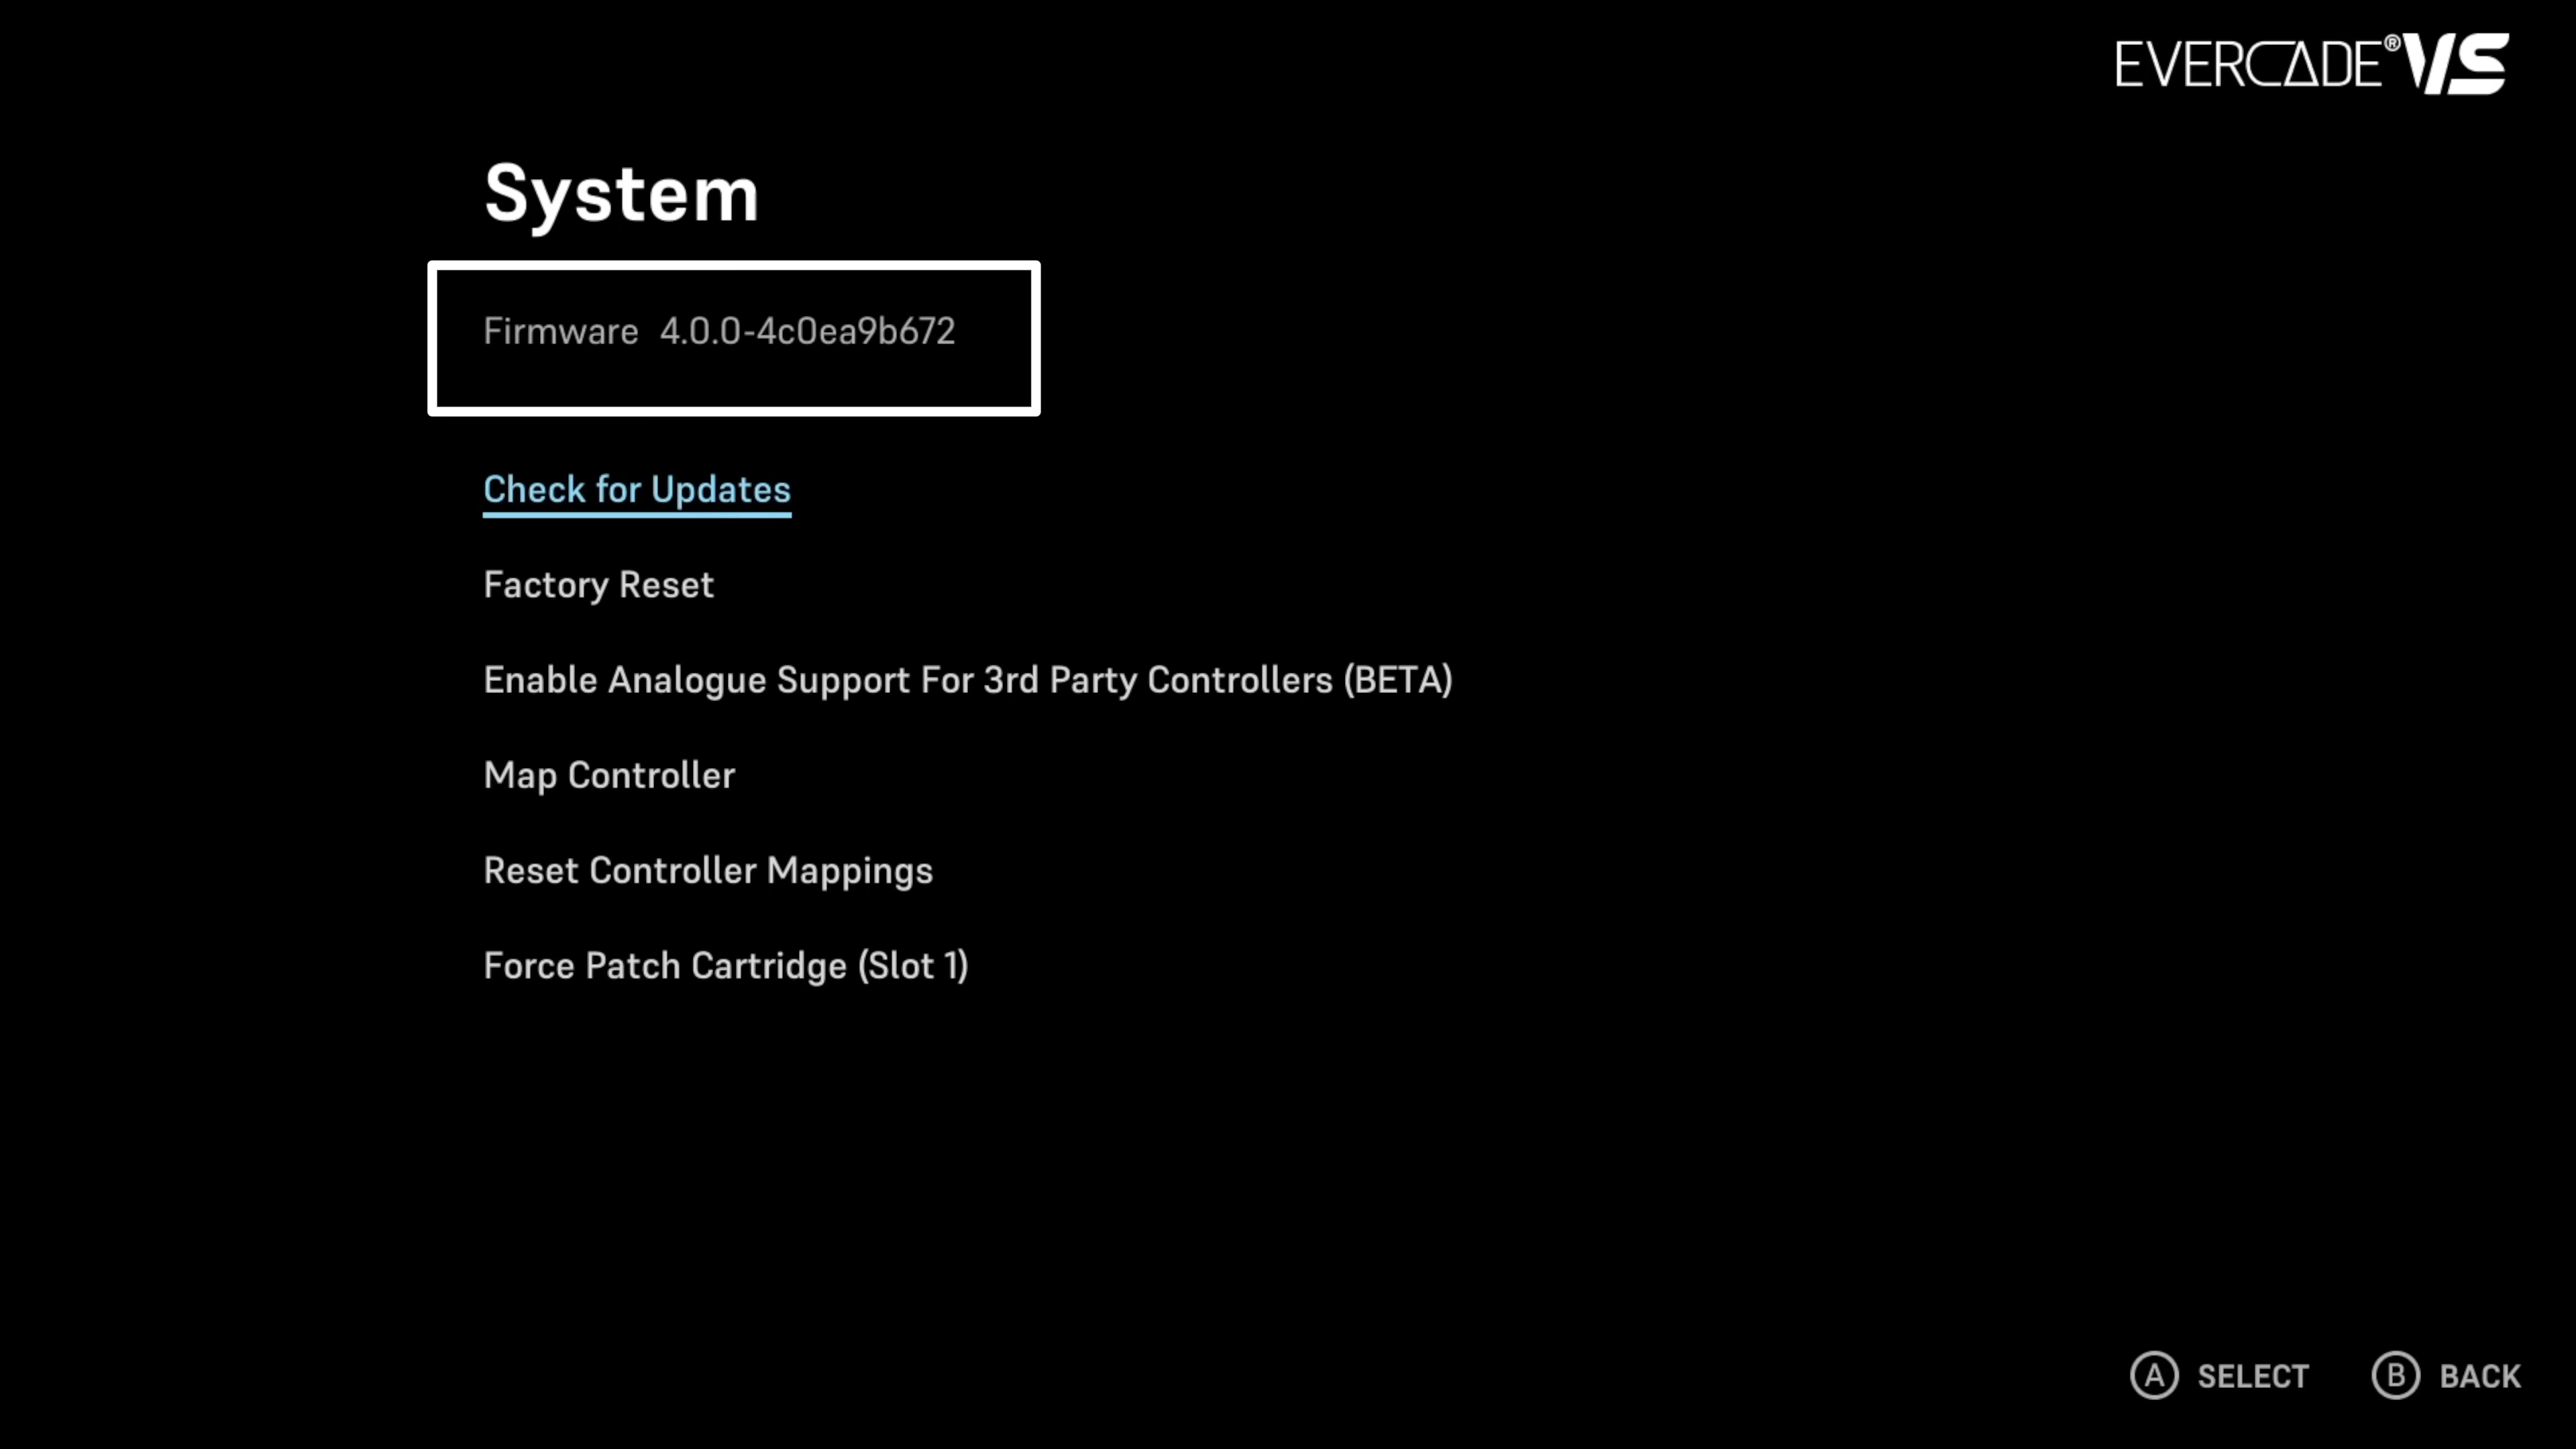 EVERCADE® VS
System
Firmware 4.0.0-4c0ea9b672
Check for Updates
Factory Reset
Enable Analogue Support For 3rd Party Controllers (BETA)
Map Controller
Reset Controller Mappings
Force Patch Cartridge (Slot 1)
A SELECT B BACK